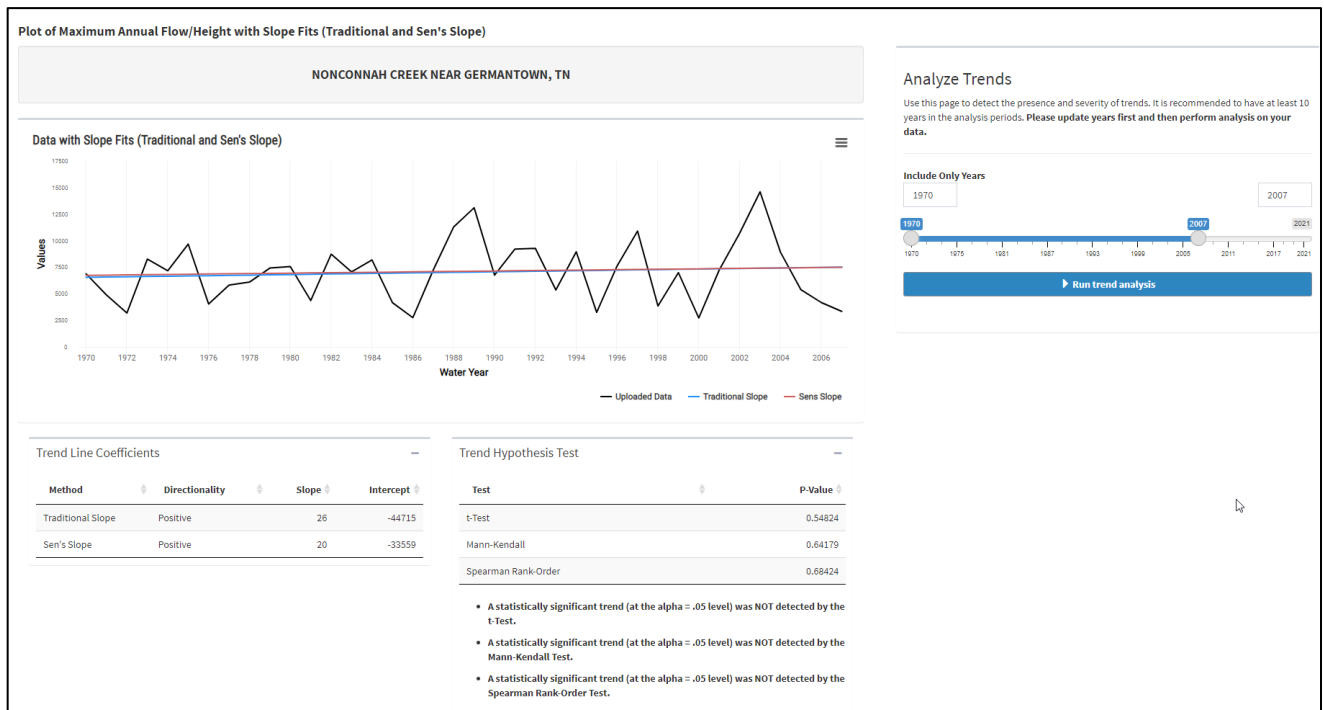 Plot of Maximum Annual Flow/Height with Slope Fits (Traditional and Sen's Slope)
NONCONNAH CREEK NEAR GERMANTOWN, TN
Data with Slope Fits (Traditional and Sen's Slope)
17500
15000
12500
10000
7500
5000
2500
0
Values
1970 1972 1974 1976 1978 1980 1982 1984 1986 1988 1990 1992 1994 1996 1998 2000 2002 2004 2006
Water Year
Uploaded Data Traditional Slope Sens Slope
Trend Line Coefficients
Method Directionality Slope Intercept
Traditional Slope Positive 26 -44715
Sen's Slope Positive 20 -33559
Trend Hypothesis Test
Test P-Value
t-Test 0.54824
Mann-Kendall 0.64179
Spearman Rank-Order 0.68424
• A statistically significant trend (at the alpha = .05 level) was NOT detected by the
t-Test.
• A statistically significant trend (at the alpha = .05 level) was NOT detected by the
Mann-Kendall Test.
• A statistically significant trend (at the alpha = .05 level) was NOT detected by the
Spearman Rank-Order Test.
Analyze Trends
Use this page to detect the presence and severity of trends. It is recommended to have at least 10
years in the analysis periods. Please update years first and then perform analysis on your
data.
Include Only Years
1970 2007
1970 2007 2021
1970 1975 1981 1987 1993 1999 2005 2011 2017 2021
Run trend analysis